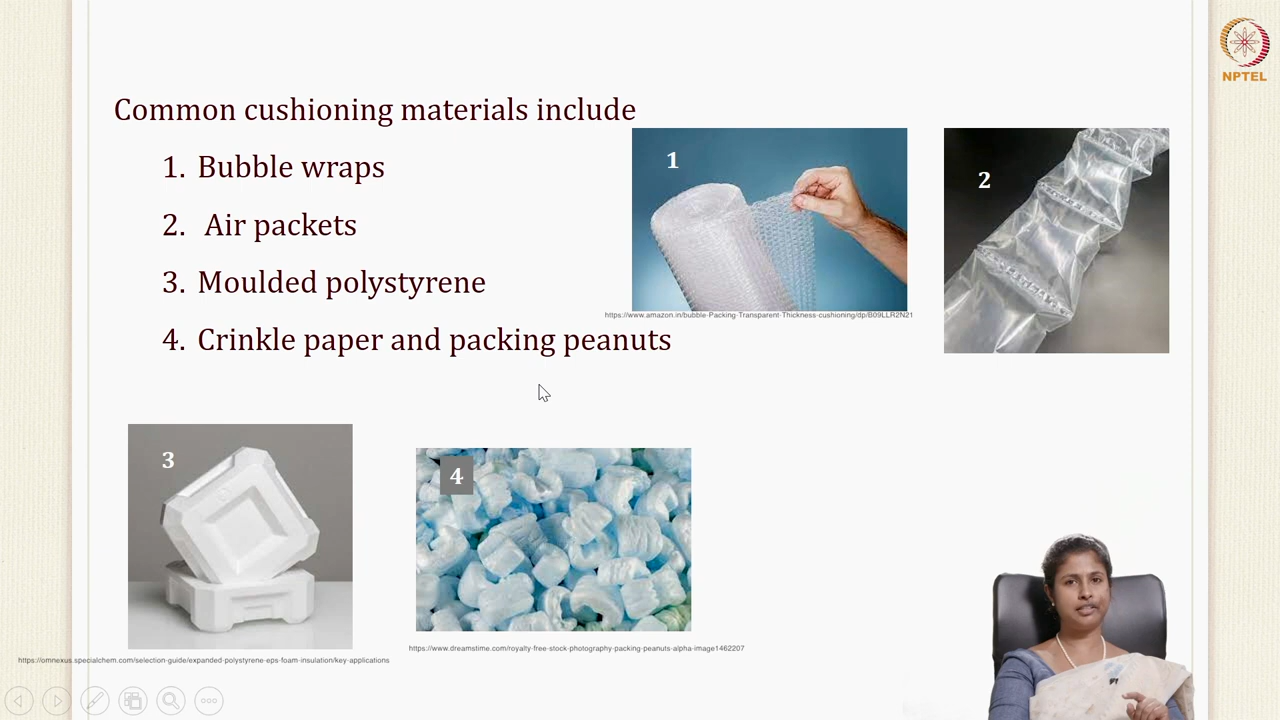 NPTEL
Common cushioning materials include
1. Bubble wraps
2. Air packets
3. Moulded polystyrene
4. Crinkle paper and packing peanuts
1
2
https://www.amazon.in/bubble-Packing-Transparent-Thickness-cushioning/dp/B09LLR2N21
3
4
https://www.dreamstime.com/royalty-free-stock-photography-packing-peanuts-alpha-image1462207
https://omnexus.specialchem.com/selection-guide/expanded-polystyrene-eps-foam-insulation/key-applications